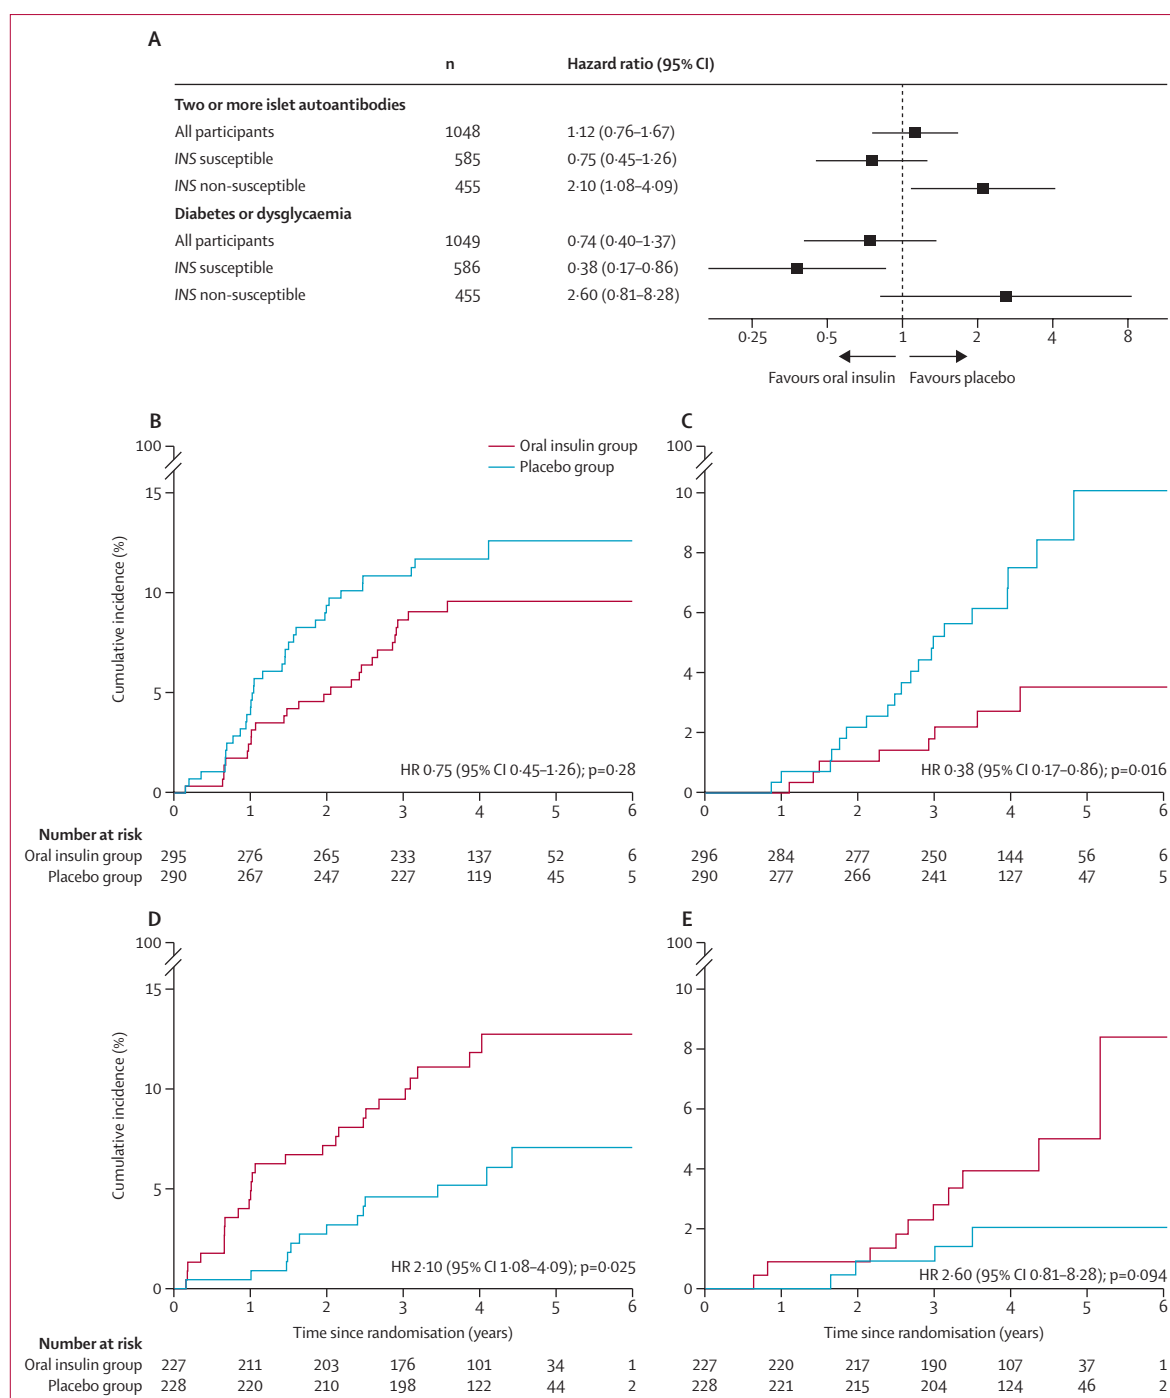 A
n Hazard ratio (95% CI)
Two or more islet autoantibodies
All participants 1048 1·12 (0·76–1·67)
INS susceptible 585 0·75 (0·45–1·26)
INS non-susceptible 455 2·10 (1·08–4·09)
Diabetes or dysglycaemia
All participants 1049 0·74 (0·40–1·37)
INS susceptible 586 0·38 (0·17–0·86)
INS non-susceptible 455 2·60 (0·81–8·28)
0·25 0·5 1 2 4 8
Favours oral insulin Favours placebo
B
Oral insulin group
Placebo group
Cumulative incidence (%)
100
15
10
5
0
HR 0·75 (95% CI 0·45–1·26); p=0·28
0 1 2 3 4 5 6
Number at risk
Oral insulin group 295 276 265 233 137 52 6
Placebo group 290 267 247 227 119 45 5
C
100
10
8
6
4
2
0
HR 0·38 (95% CI 0·17–0·86); p=0·016
0 1 2 3 4 5 6
296 284 277 250 144 56 6
290 277 266 241 127 47 5
D
Cumulative incidence (%)
100
15
10
5
0
HR 2·10 (95% CI 1·08–4·09); p=0·025
0 1 2 3 4 5 6
Time since randomisation (years)
Number at risk
Oral insulin group 227 211 203 176 101 34 1
Placebo group 228 220 210 198 122 44 2
E
100
10
8
6
4
2
0
HR 2·60 (95% CI 0·81–8·28); p=0·094
0 1 2 3 4 5 6
Time since randomisation (years)
227 220 217 190 107 37 1
228 221 215 204 124 46 2